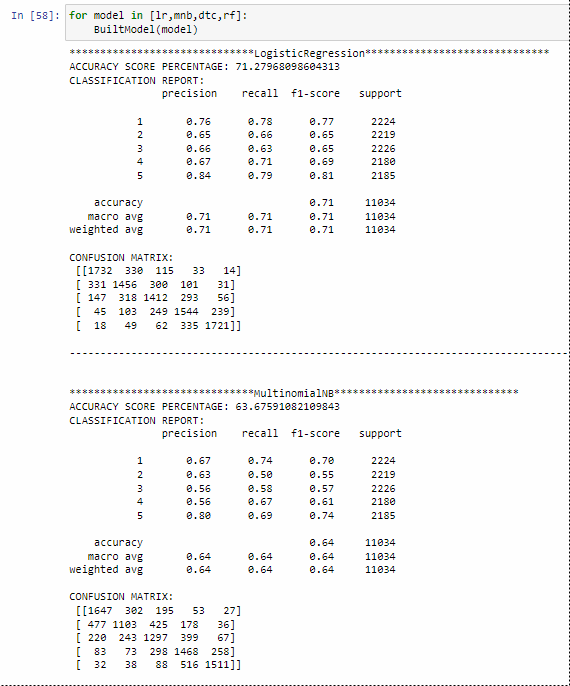 In [58]: for model in [lr,mnb,dtc,rf]:
BuiltModel(model)
******************************LogisticRegression******************************
ACCURACY SCORE PERCENTAGE: 71.27968098604313
CLASSIFICATION REPORT:
precision recall f1-score support
1 0.76 0.78 0.77 2224
2 0.65 0.66 0.65 2219
3 0.66 0.63 0.65 2226
4 0.67 0.71 0.69 2180
5 0.84 0.79 0.81 2185
accuracy 0.71 11034
macro avg 0.71 0.71 0.71 11034
weighted avg 0.71 0.71 0.71 11034
CONFUSION MATRIX:
[[1732 330 115 33 14]
[ 331 1456 300 101 31]
[ 147 318 1412 293 56]
[ 45 103 249 1544 239]
[ 18 49 62 335 1721]]
--------------------------------------------------------------------------------
******************************MultinomialNB******************************
ACCURACY SCORE PERCENTAGE: 63.67591082109843
CLASSIFICATION REPORT:
precision recall f1-score support
1 0.67 0.74 0.70 2224
2 0.63 0.50 0.55 2219
3 0.56 0.58 0.57 2226
4 0.56 0.67 0.61 2180
5 0.80 0.69 0.74 2185
accuracy 0.64 11034
macro avg 0.64 0.64 0.64 11034
weighted avg 0.64 0.64 0.64 11034
CONFUSION MATRIX:
[[1647 302 195 53 27]
[ 477 1103 425 178 36]
[ 220 243 1297 399 67]
[ 83 73 298 1468 258]
[ 32 38 88 516 1511]]